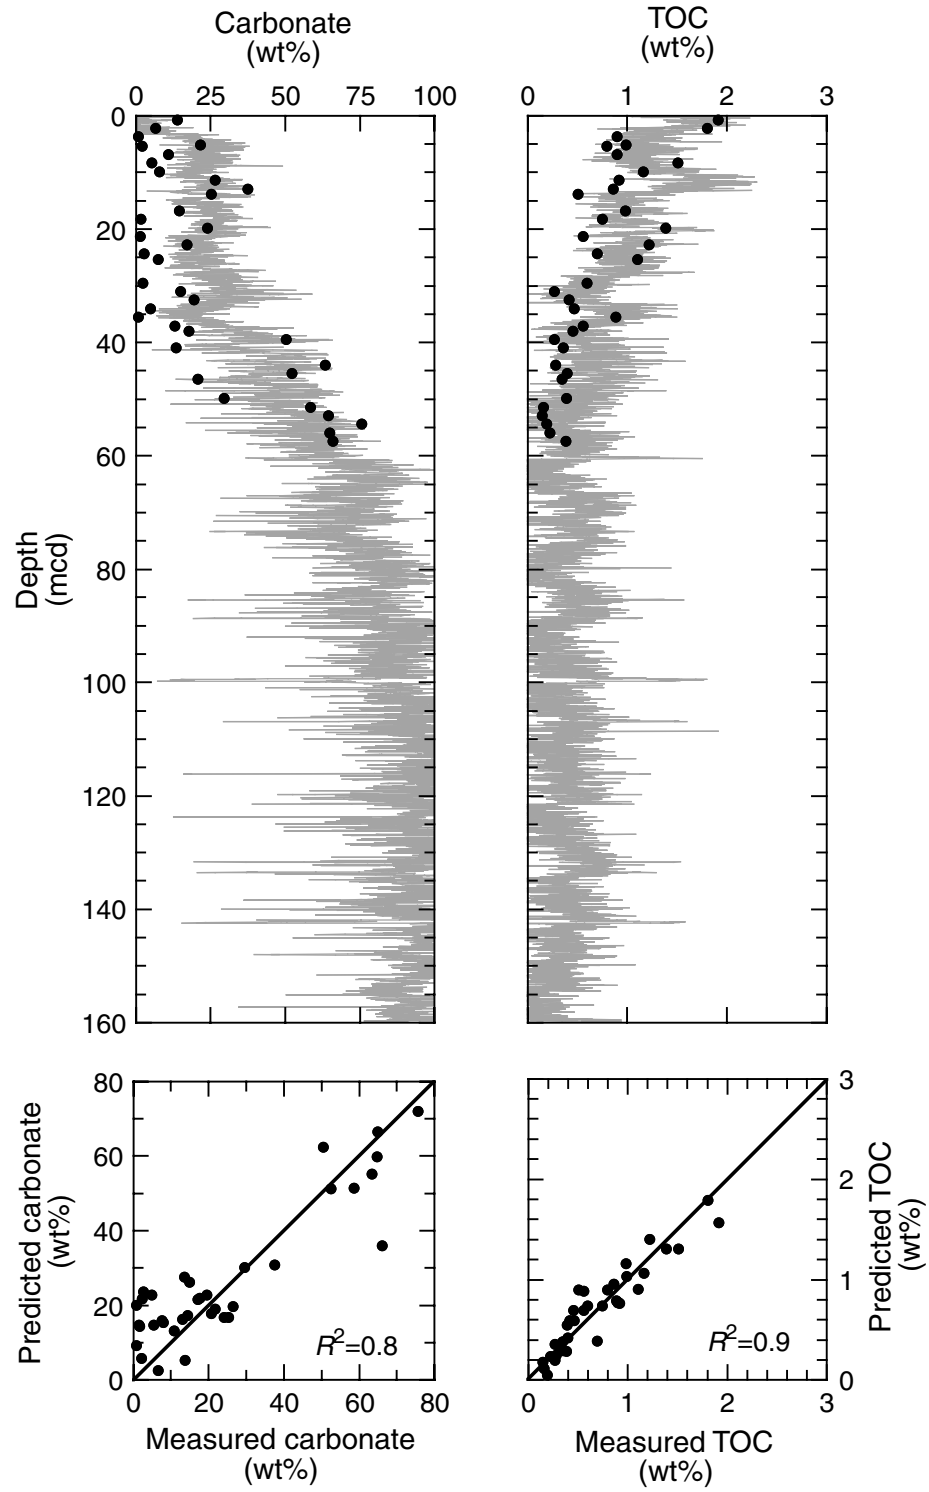 Carbonate
(wt%)
0 25 50 75 100
TOC
(wt%)
0 1 2 3
Depth
(mcd)
0
20
40
60
80
100
120
140
160
Predicted carbonate
(wt%)
80
60
40
20
0
R²=0.8
0 20 40 60 80
Measured carbonate
(wt%)
3
2
1
0
Predicted TOC
(wt%)
R²=0.9
0 1 2 3
Measured TOC
(wt%)